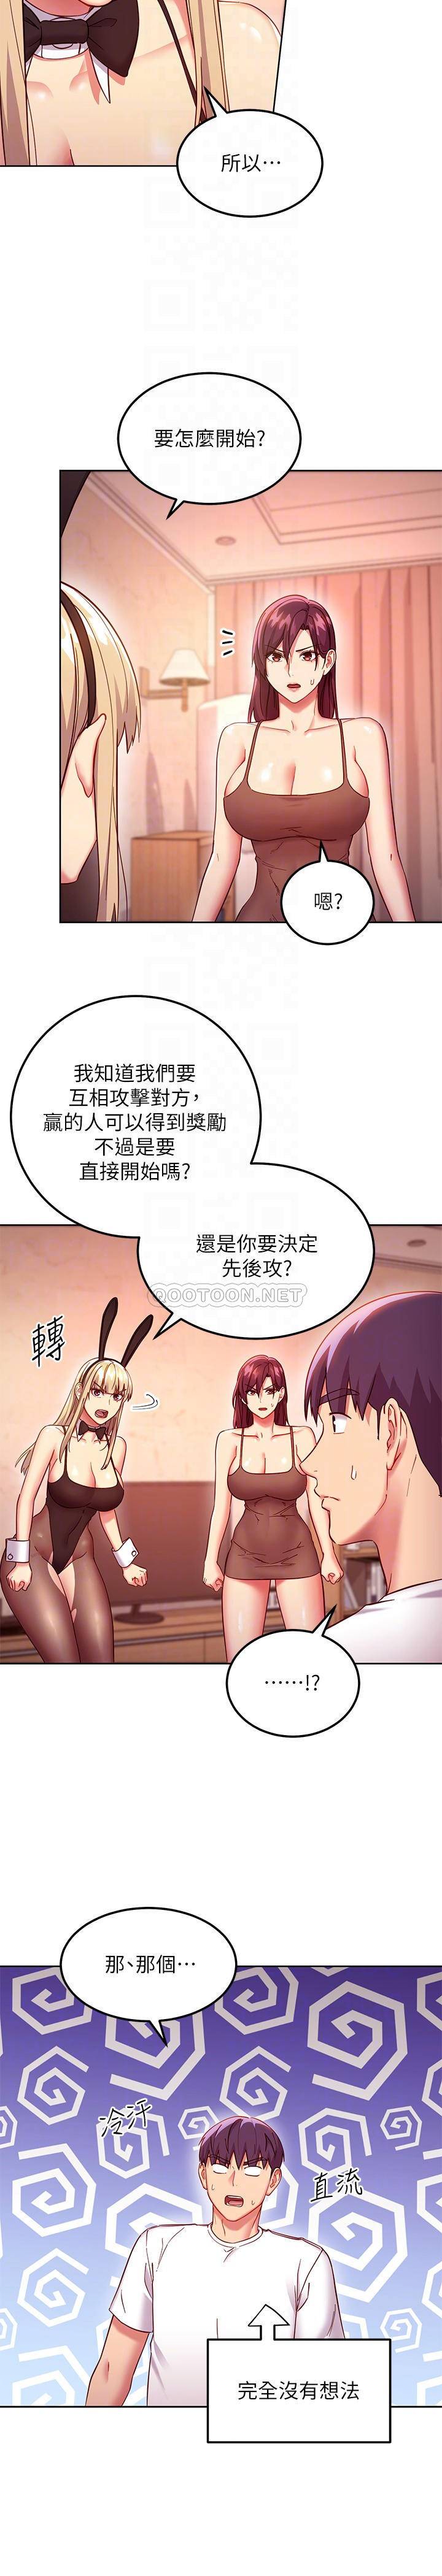 所以⋯
要怎麼開始?
嗯?
我知道我們要
互相攻擊對方，
贏的人可以得到獎勵
不過是要
直接開始嗎?
還是你要決定
先後攻?
QOOTOON.NET
轉
⋯⋯!?
那、那個⋯
冷汗
直流
完全沒有想法